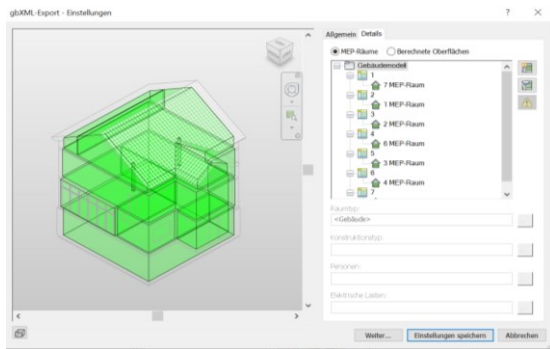 gbXML-Export - Einstellungen
? X
Allgemein Details
MEP-Räume Berechnete Oberflächen
Gebäudemodell
1
7 MEP-Raum
2
1 MEP-Raum
3
2 MEP-Raum
4
6 MEP-Raum
5
3 MEP-Raum
6
4 MEP-Raum
7
Raumtyp:
<Gebäude>
Konstruktionstyp:
Personen:
Elektrische Lasten:
Weiter... Einstellungen speichern Abbrechen